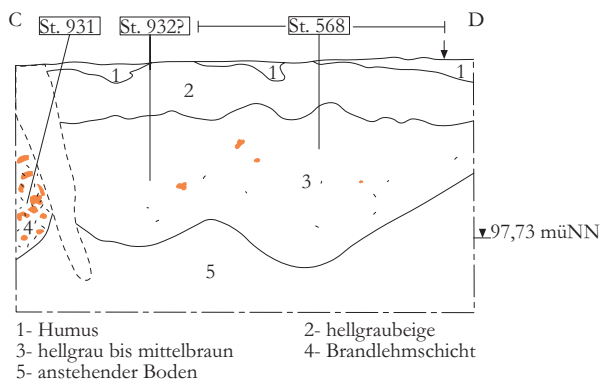 C St. 931 St. 932? St. 568 D
1 1 1
2
3
4
97,73 müNN
5
1- Humus 2- hellgraubeige
3- hellgrau bis mittelbraun 4- Brandlehmschicht
5- anstehender Boden